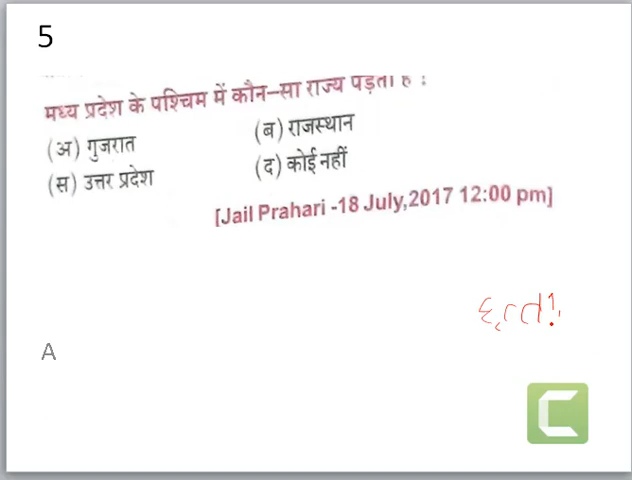 5
मध्य प्रदेश के पश्चिम में कौन–सा राज्य पड़ता है :
(अ) गुजरात (ब) राजस्थान
(स) उत्तर प्रदेश (द) कोई नहीं
[Jail Prahari -18 July,2017 12:00 pm]
A